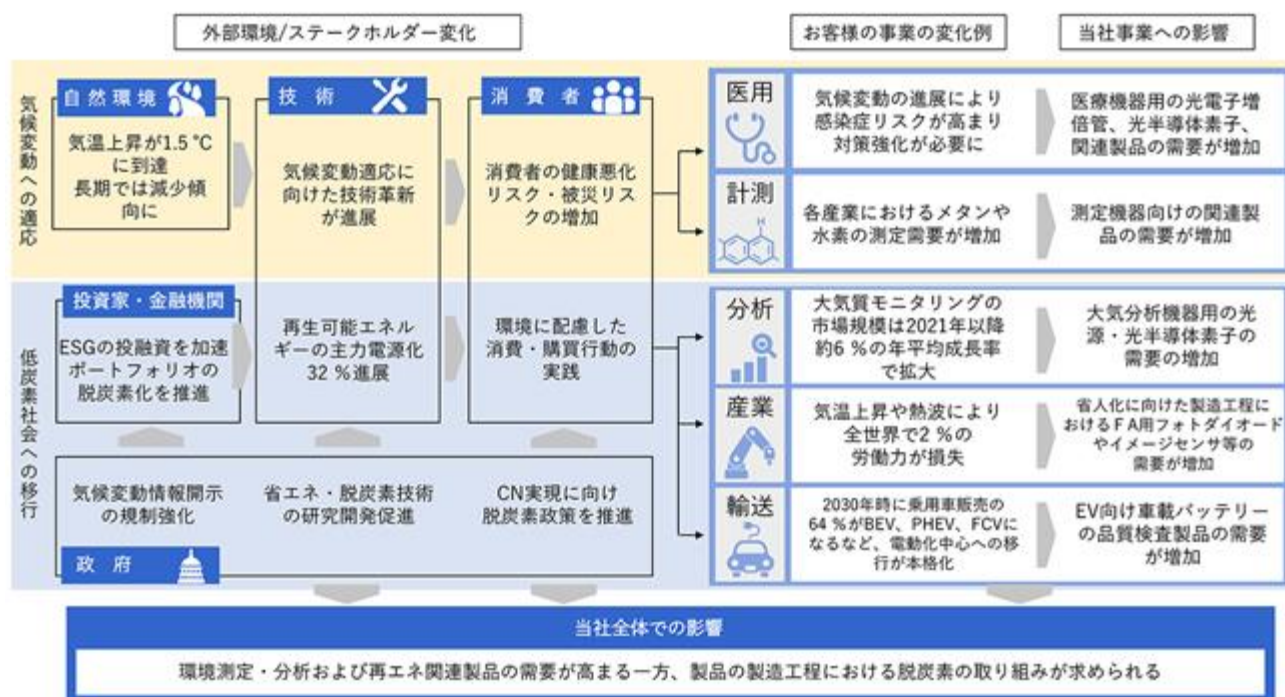 外部環境/ステークホルダー変化
お客様の事業の変化例
当社事業への影響
気候変動への適応
自然環境
気温上昇が1.5 ℃
に到達
長期では減少傾
向に
技術
気候変動適応に
向けた技術革新
が進展
消費者
消費者の健康悪化
リスク・被災リス
クの増加
医用
気候変動の進展により
感染症リスクが高まり
対策強化が必要に
医療機器用の光電子増
倍管、光半導体素子、
関連製品の需要が増加
計測
H
各産業におけるメタンや
水素の測定需要が増加
測定機器向けの関連製
品の需要が増加
低炭素社会への移行
投資家・金融機関
ESGの投融資を加速
ポートフォリオの
脱炭素化を推進
再生可能エネル
ギーの主力電源化
32 %進展
環境に配慮した
消費・購買行動の
実践
気候変動情報開示
の規制強化
省エネ・脱炭素技術
の研究開発促進
CN実現に向け
脱炭素政策を推進
政府
分析
大気質モニタリングの
市場規模は2021年以降
約6 %の年平均成長率
で拡大
大気分析機器用の光
源・光半導体素子の
需要の増加
産業
気温上昇や熱波により
全世界で2 %の
労働力が損失
省人化に向けた製造工程に
おけるＦＡ用フォトダイオード
やイメージセンサ等の
需要が増加
輸送
2030年時に乗用車販売の
64 %がBEV、PHEV、FCVに
なるなど、電動化中心への移
行が本格化
EV向け車載バッテリー
の品質検査製品の需要
が増加
当社全体での影響
環境測定・分析および再エネ関連製品の需要が高まる一方、製品の製造工程における脱炭素の取り組みが求められる